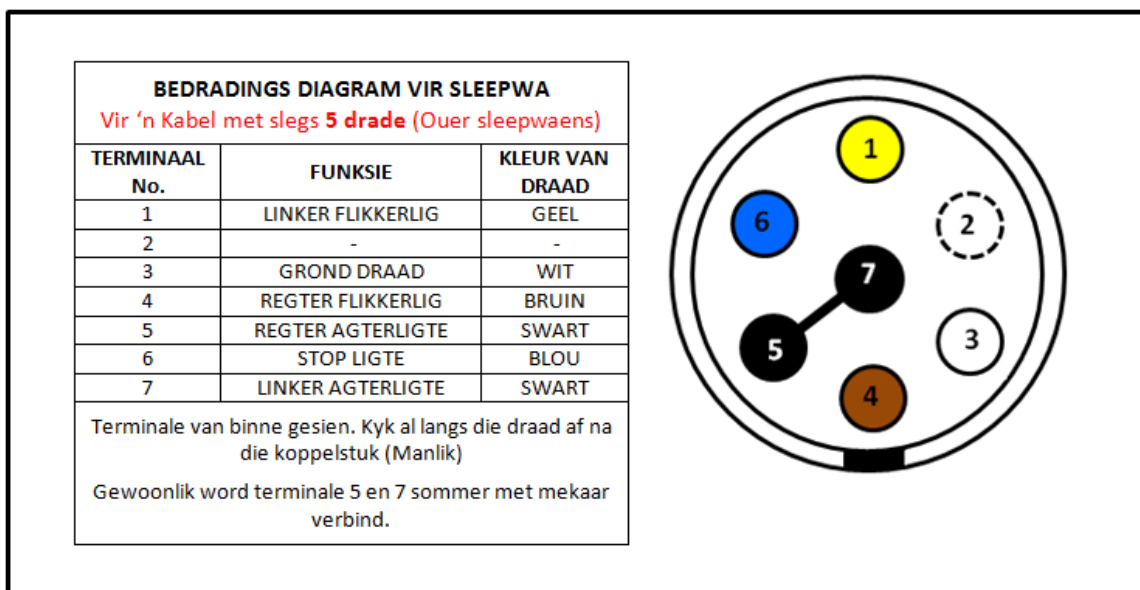 BEDRADINGS DIAGRAM VIR SLEEPWA
Vir ‘n Kabel met slegs 5 drade (Ouer sleepwaens)
TERMINAAL No. FUNKSIE KLEUR VAN DRAAD
1 LINKER FLIKKERLIG GEEL
2 - -
3 GROND DRAAD WIT
4 REGTER FLIKKERLIG BRUIN
5 REGTER AGTERLIGTE SWART
6 STOP LIGTE BLOU
7 LINKER AGTERLIGTE SWART
Terminale van binne gesien. Kyk al langs die draad af na
die koppelstuk (Manlik)
Gewoonlik word terminale 5 en 7 sommer met mekaar
verbind.
1
6
2
7
5
3
4